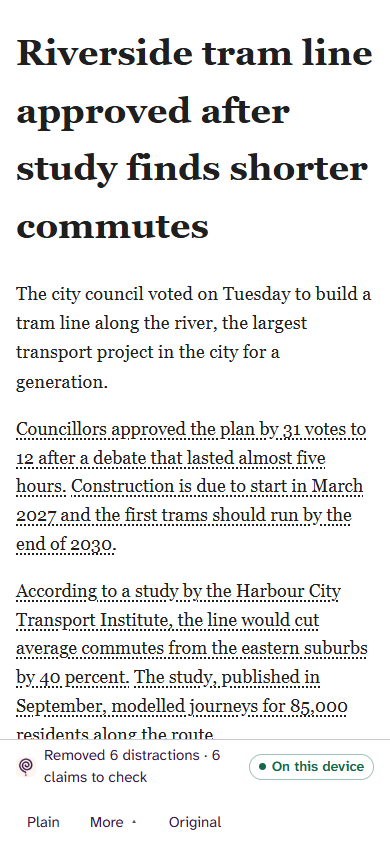 Riverside tram line
approved after
study finds shorter
commutes
The city council voted on Tuesday to build a
tram line along the river, the largest
transport project in the city for a
generation.
Councillors approved the plan by 31 votes to
12 after a debate that lasted almost five
hours. Construction is due to start in March
2027 and the first trams should run by the
end of 2030.
According to a study by the Harbour City
Transport Institute, the line would cut
average commutes from the eastern suburbs
by 40 percent. The study, published in
September, modelled journeys for 85,000
residents along the route
Removed 6 distractions · 6
claims to check
On this device
Plain
More
Original